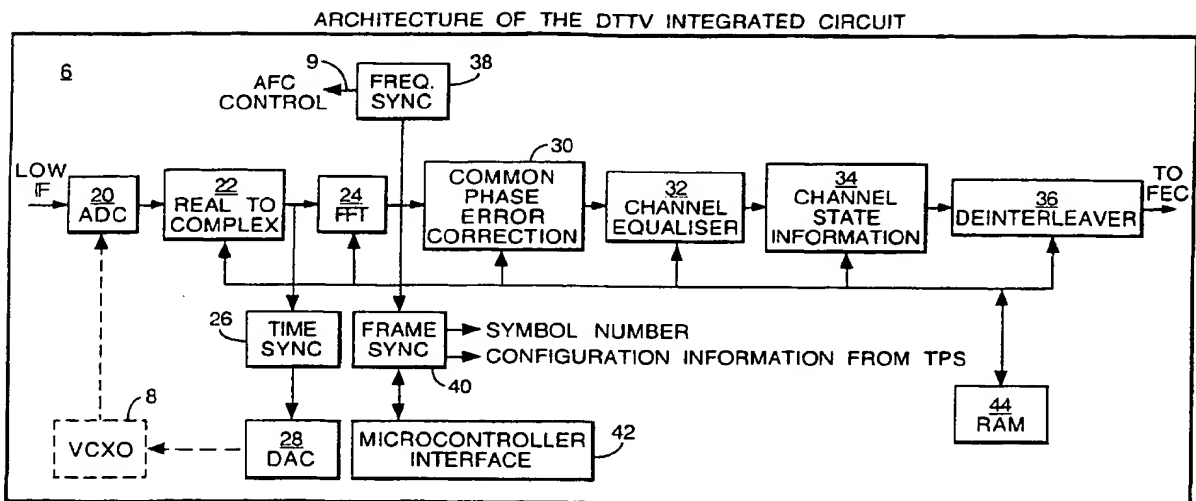 ARCHITECTURE OF THE DTTV INTEGRATED CIRCUIT
6
9
38
AFC
CONTROL
FREQ.
SYNC
30
LOW
IF
20
ADC
22
REAL TO
COMPLEX
24
FFT
COMMON
PHASE
ERROR
CORRECTION
32
CHANNEL
EQUALISER
34
CHANNEL
STATE
INFORMATION
36
DEINTERLEAVER
TO
FEC
26
TIME
SYNC
FRAME
SYNC
40
SYMBOL NUMBER
CONFIGURATION INFORMATION FROM TPS
8
VCXO
28
DAC
MICROCONTROLLER
INTERFACE
42
44
RAM